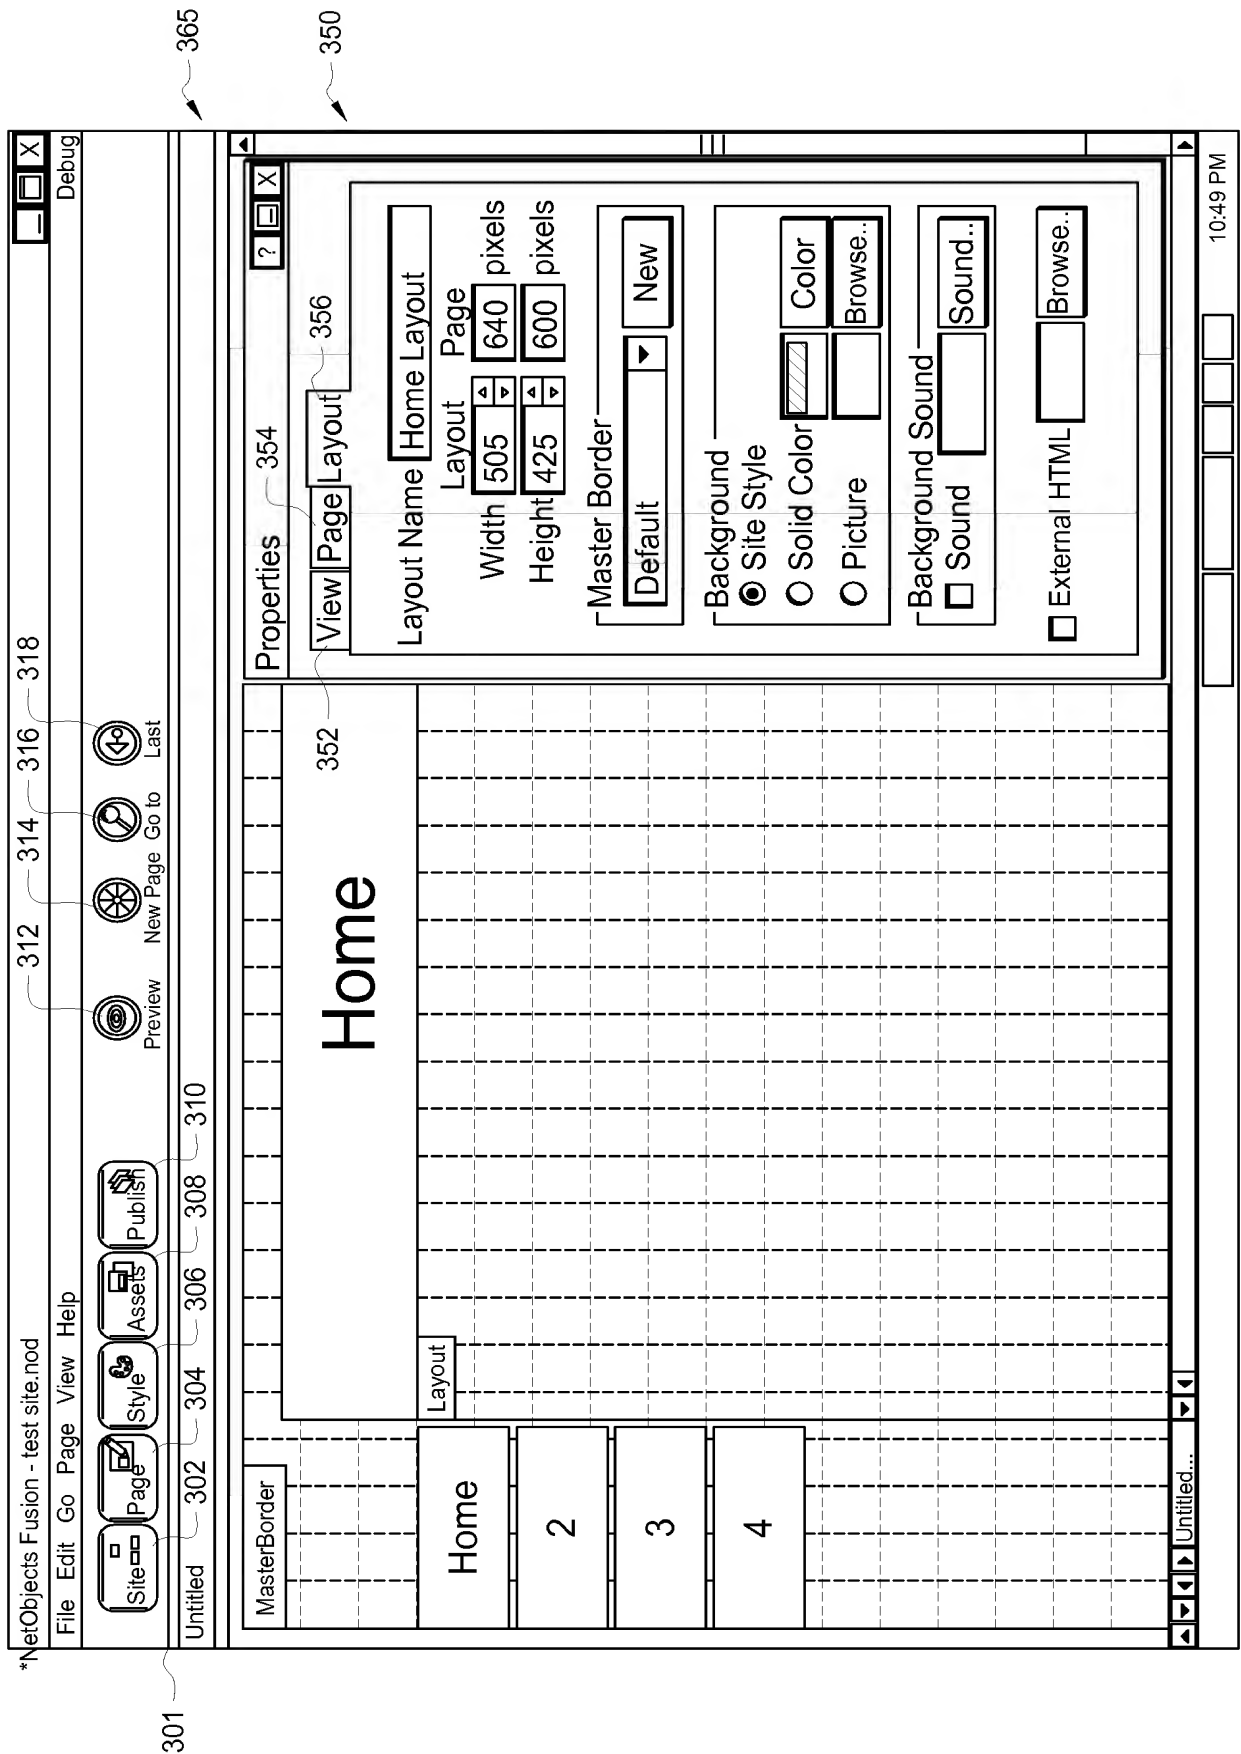 *NetObjects Fusion - test site.nod
File Edit Go Page View Help Debug
_ X
301
Site Page Style Assets Publish
302 304 306 308 310
312 314 316 318
Preview New Page Go to Last
365
350
Untitled
MasterBorder
Home
Layout
Home
2
3
4
Properties
? X
352 354 356
View Page Layout
Layout Name Home Layout
Layout Page
Width 505 640 pixels
Height 425 600 pixels
Master Border
Default New
Background
Site Style
Solid Color Color
Picture Browse..
Background Sound
Sound Sound..
External HTML Browse..
Untitled...
10:49 PM